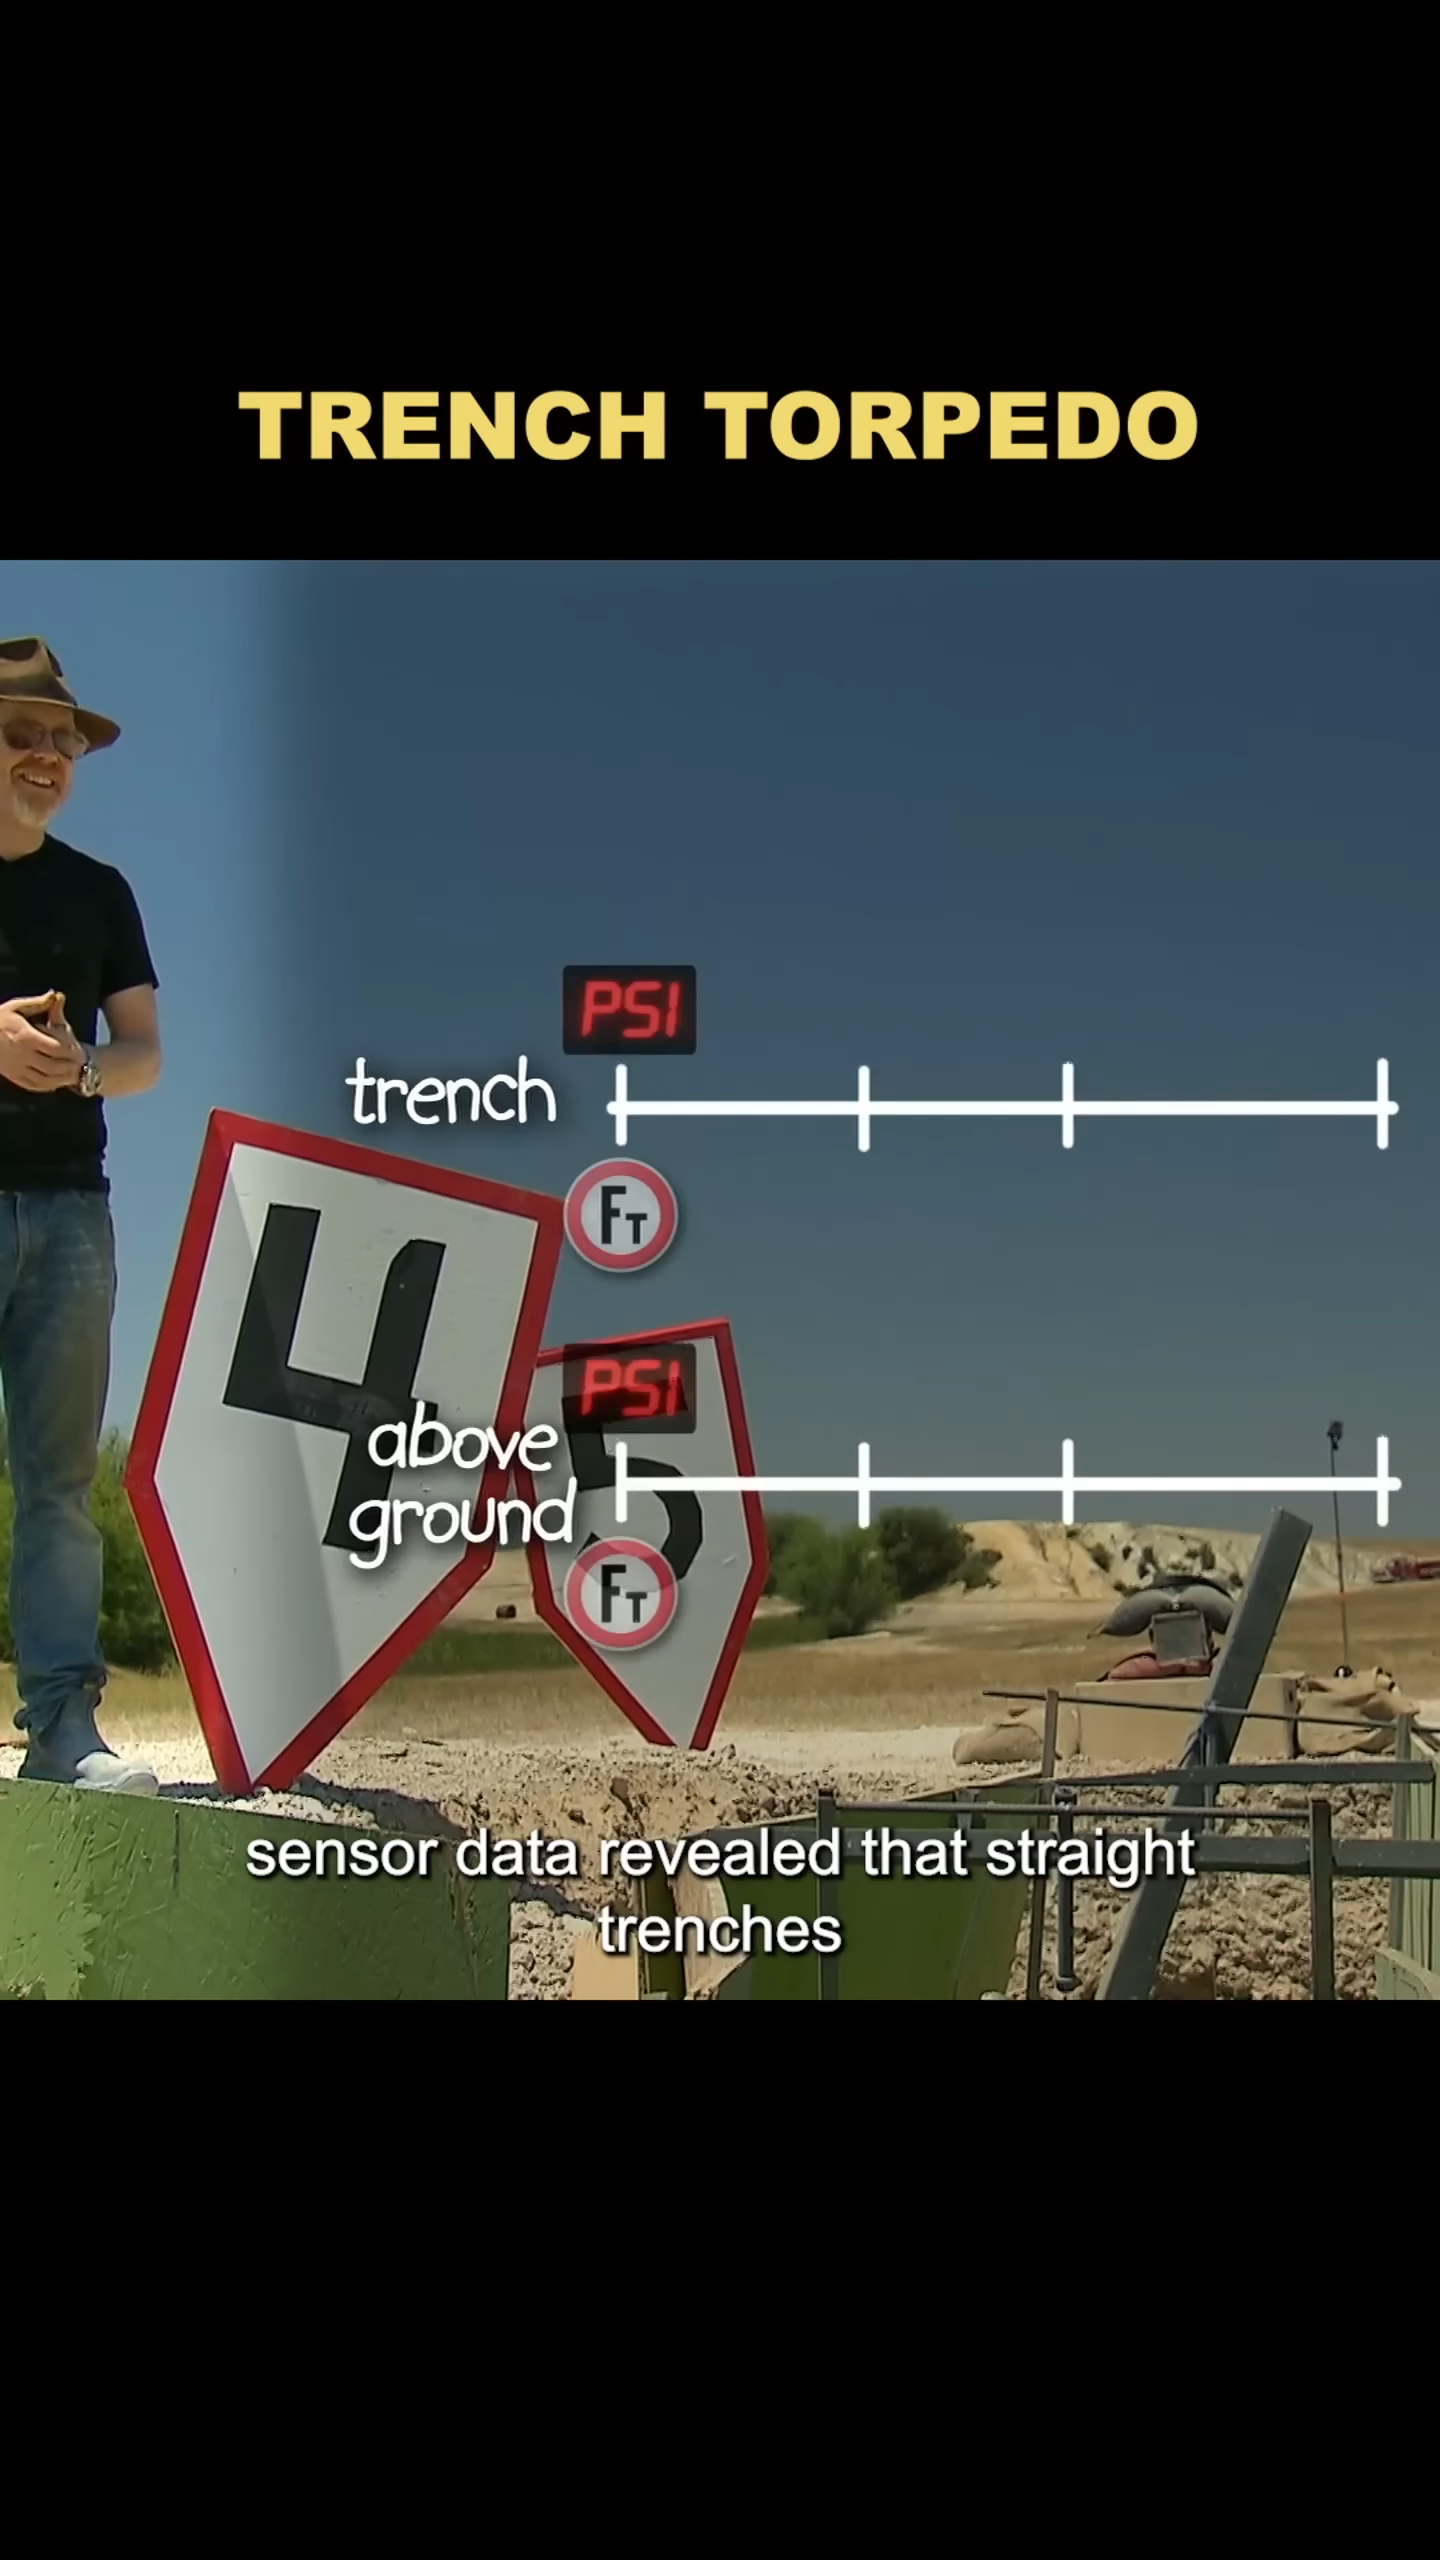 TRENCH TORPEDO
PSI
trench
FT
4
5
PSI
above
ground
FT
sensor data revealed that straight
trenches